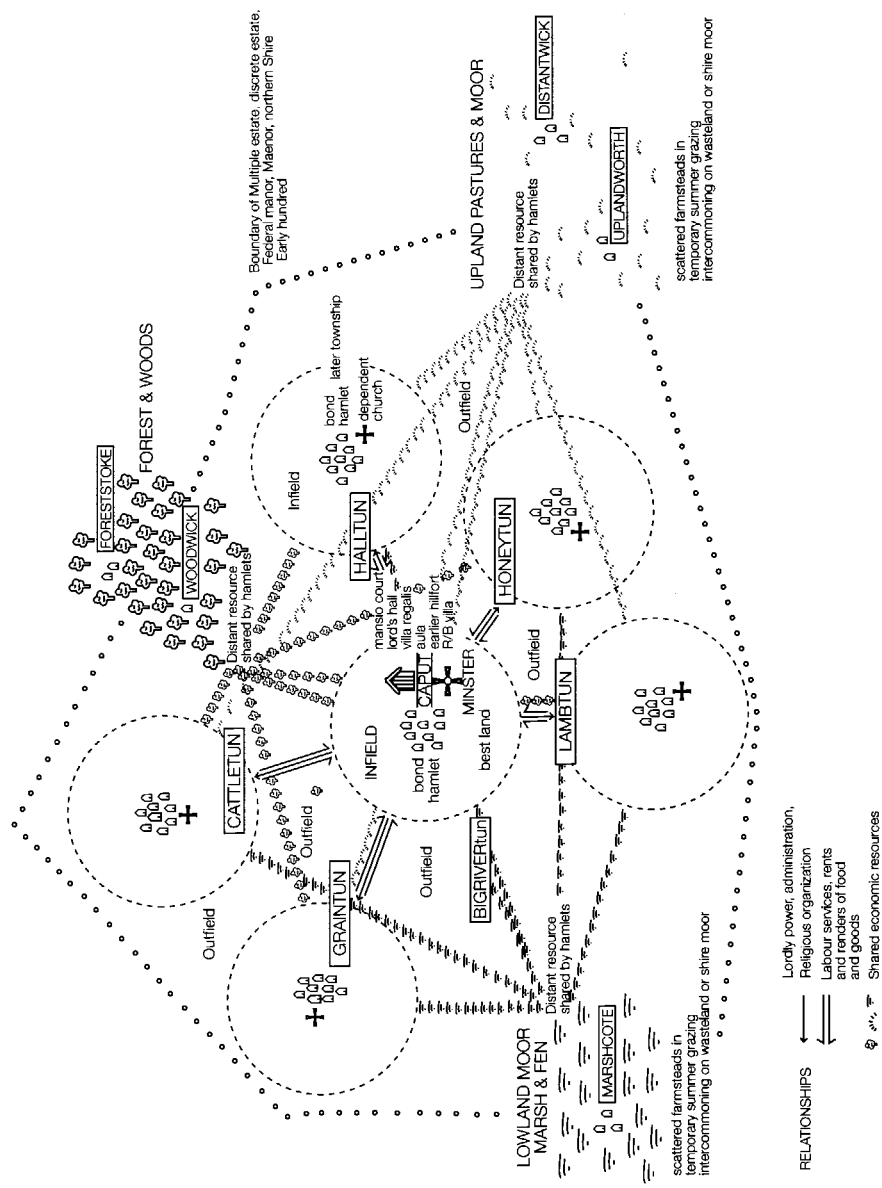 Boundary of Multiple estate, discrete estate,
Federal manor, Maenor, northern Shire
Early hundred
FOREST & WOODS
FORESTSTOKE
WOODWICK
Distant resource
shared by hamlets
UPLAND PASTURES & MOOR
DISTANTWICK
UPLANDWORTH
Distant resource
shared by hamlets
scattered farmsteads in
temporary summer grazing
intercommoning on wasteland or shire moor
Infield
bond
hamlet
later township
dependent
church
HALLTUN
Outfield
mansio court
lord's hall
villa regalis
aula
earlier hillfort
R/B villa
CAPUT
MINSTER
INFIELD
bond
hamlet
best land
HONEYTUN
Outfield
LAMBTUN
CATTLETUN
Outfield
Outfield
GRAINTUN
Outfield
BIGRIVERtun
Distant resource
shared by hamlets
LOWLAND MOOR
MARSH & FEN
MARSHCOTE
scattered farmsteads in
temporary summer grazing
intercommoning on wasteland or shire moor
RELATIONSHIPS
Lordly power, administration,
Religious organization
Labour services, rents
and renders of food
and goods
Shared economic resources